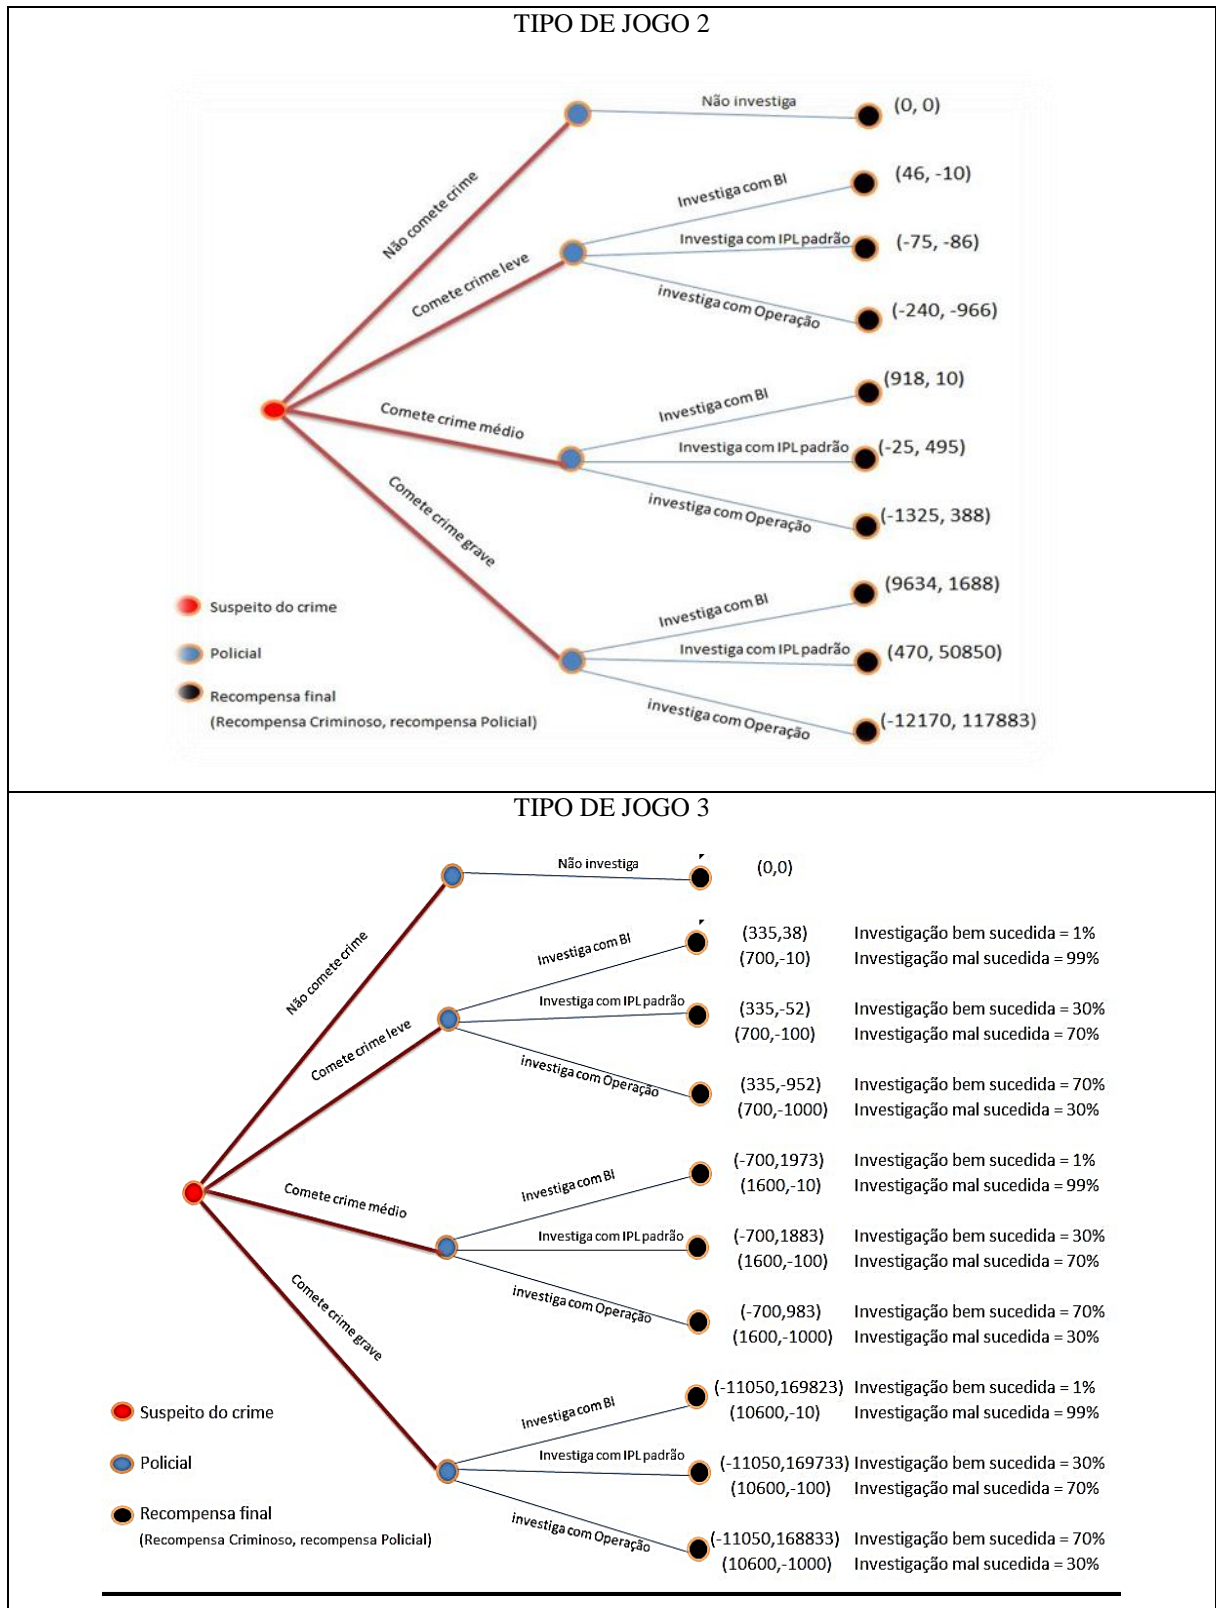 TIPO DE JOGO 2
Não investiga
(0, 0)
Não comete crime
Investiga com BI
(46, -10)
Investiga com IPL padrão
(-75, -86)
Comete crime leve
investiga com Operação
(-240, -966)
Investiga com BI
(918, 10)
Comete crime médio
Investiga com IPL padrão
(-25, 495)
investiga com Operação
(-1325, 388)
Comete crime grave
Investiga com BI
(9634, 1688)
Investiga com IPL padrão
(470, 50850)
investiga com Operação
(-12170, 117883)
Suspeito do crime
Policial
Recompensa final
(Recompensa Criminoso, recompensa Policial)
TIPO DE JOGO 3
Não investiga
(0,0)
Não comete crime
Investiga com BI
(335,38) Investigação bem sucedida = 1%
(700,-10) Investigação mal sucedida = 99%
Investiga com IPL padrão
(335,-52) Investigação bem sucedida = 30%
(700,-100) Investigação mal sucedida = 70%
Comete crime leve
investiga com Operação
(335,-952) Investigação bem sucedida = 70%
(700,-1000) Investigação mal sucedida = 30%
Investiga com BI
(-700,1973) Investigação bem sucedida = 1%
(1600,-10) Investigação mal sucedida = 99%
Comete crime médio
Investiga com IPL padrão
(-700,1883) Investigação bem sucedida = 30%
(1600,-100) Investigação mal sucedida = 70%
investiga com Operação
(-700,983) Investigação bem sucedida = 70%
(1600,-1000) Investigação mal sucedida = 30%
Comete crime grave
Investiga com BI
(-11050,169823) Investigação bem sucedida = 1%
(10600,-10) Investigação mal sucedida = 99%
Investiga com IPL padrão
(-11050,169733) Investigação bem sucedida = 30%
(10600,-100) Investigação mal sucedida = 70%
investiga com Operação
(-11050,168833) Investigação bem sucedida = 70%
(10600,-1000) Investigação mal sucedida = 30%
Suspeito do crime
Policial
Recompensa final
(Recompensa Criminoso, recompensa Policial)